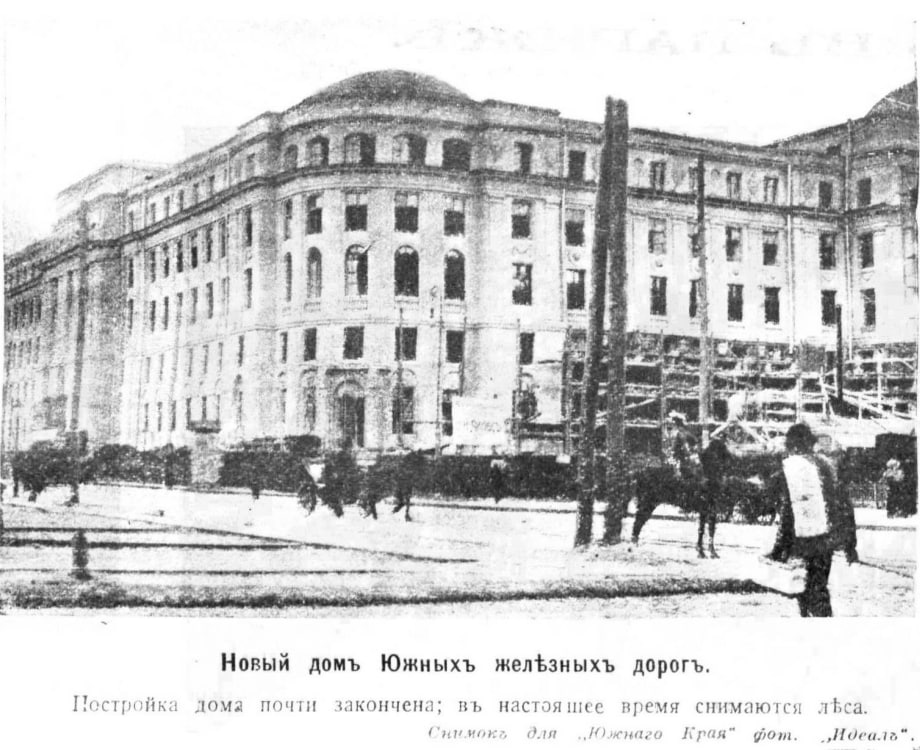 Новый домъ Южныхъ желѣзныхъ дорогъ.
Постройка дома почти закончена; въ настоящее время снимаются лѣса.
Снимокъ для „Южнаго Края" фот. „Идеалъ".